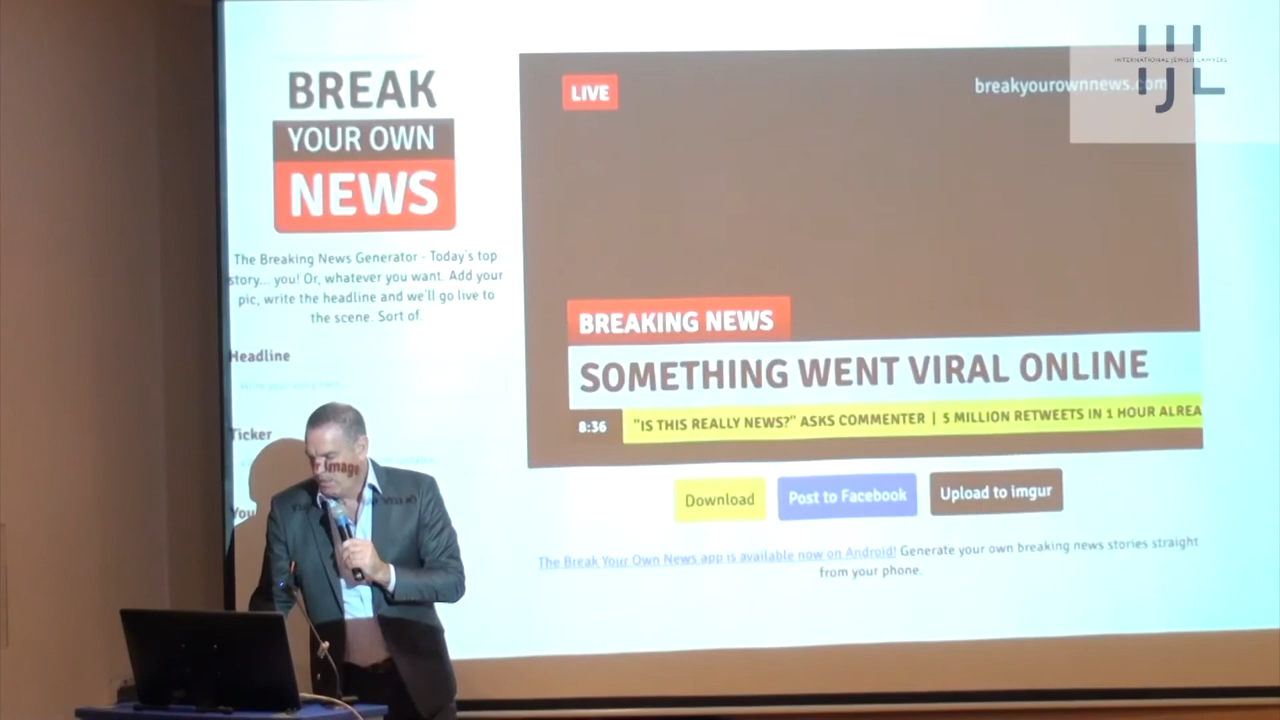 BREAK
YOUR OWN
NEWS
The Breaking News Generator - Today's top
story... you! Or, whatever you want. Add your
pic, write the headline and we'll go live to
the scene. Sort of.
Headline
Ticker
You
image
LIVE
breakyourownnews.com
INTERNATIONAL JEWISH LAWYERS
BREAKING NEWS
SOMETHING WENT VIRAL ONLINE
8:36
"IS THIS REALLY NEWS?" ASKS COMMENTER | 5 MILLION RETWEETS IN 1 HOUR ALREA
Download
Post to Facebook
Upload to imgur
The Break Your Own News app is available now on Android! Generate your own breaking news stories straight
from your phone.